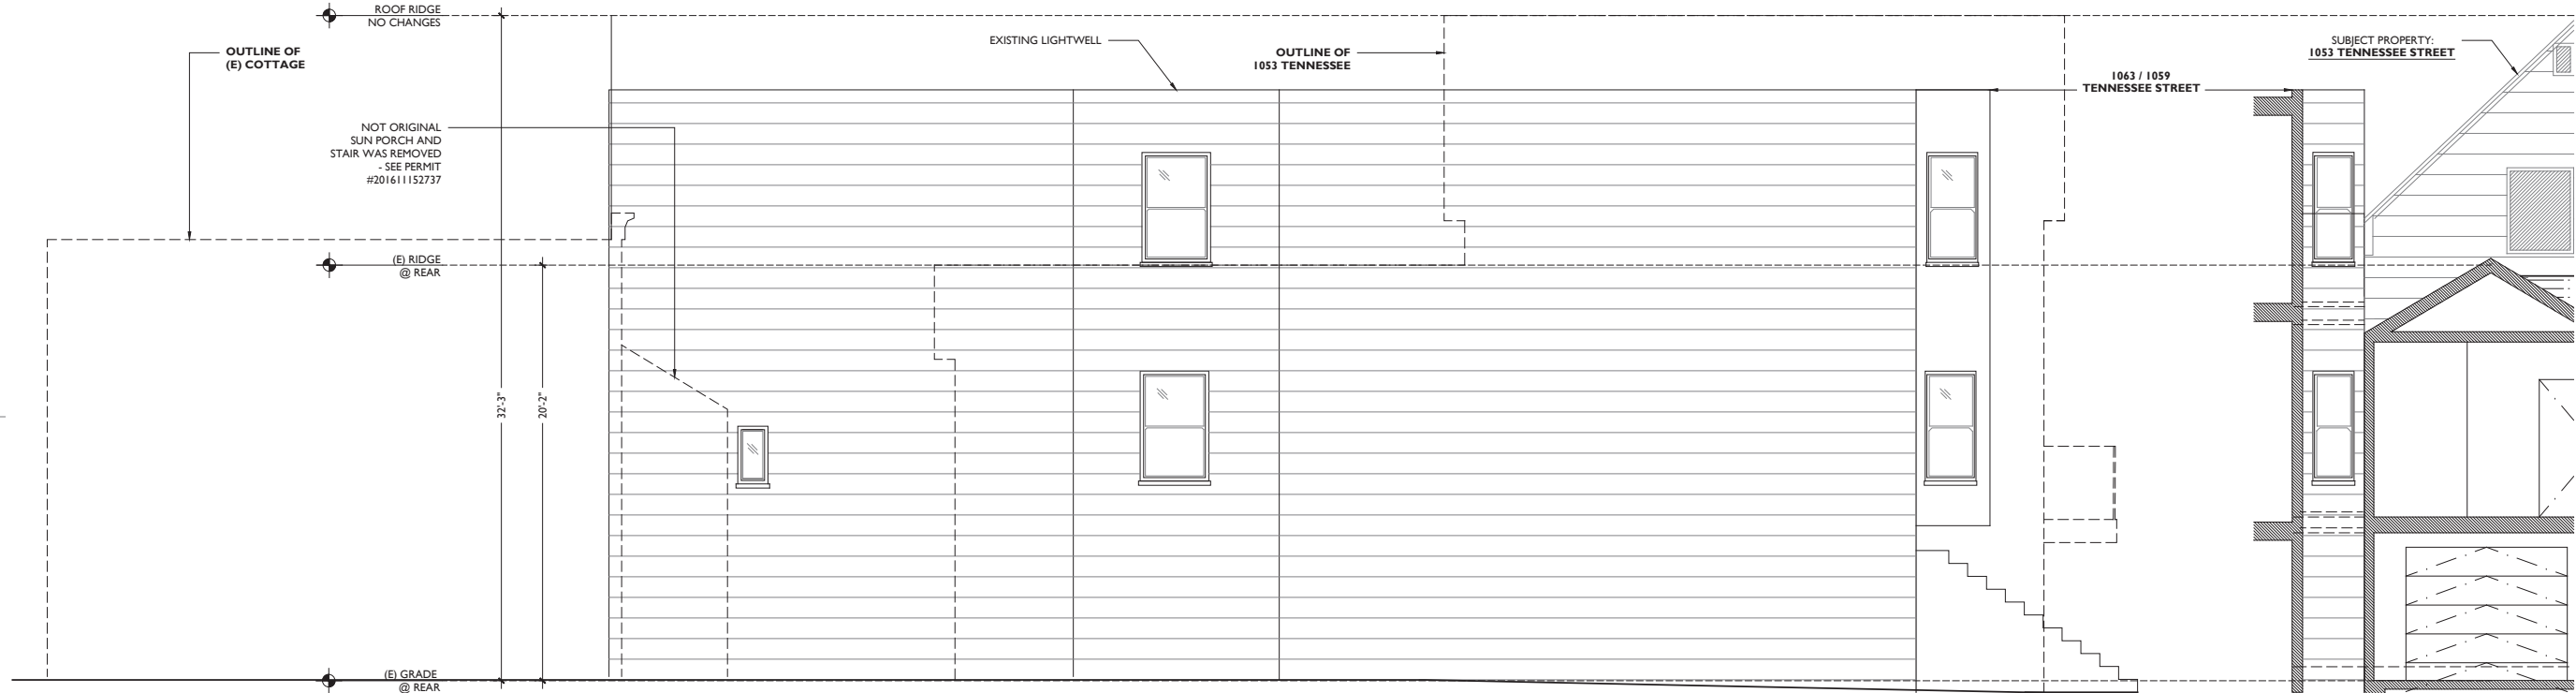 ROOF RIDGE
NO CHANGES
OUTLINE OF
(E) COTTAGE
EXISTING LIGHTWELL
OUTLINE OF
1053 TENNESSEE
SUBJECT PROPERTY:
1053 TENNESSEE STREET
1063 / 1059
TENNESSEE STREET
NOT ORIGINAL
SUN PORCH AND
STAIR WAS REMOVED
- SEE PERMIT
#201611152737
(E) RIDGE
@ REAR
32'-3"
20'-2"
(E) GRADE
@ REAR